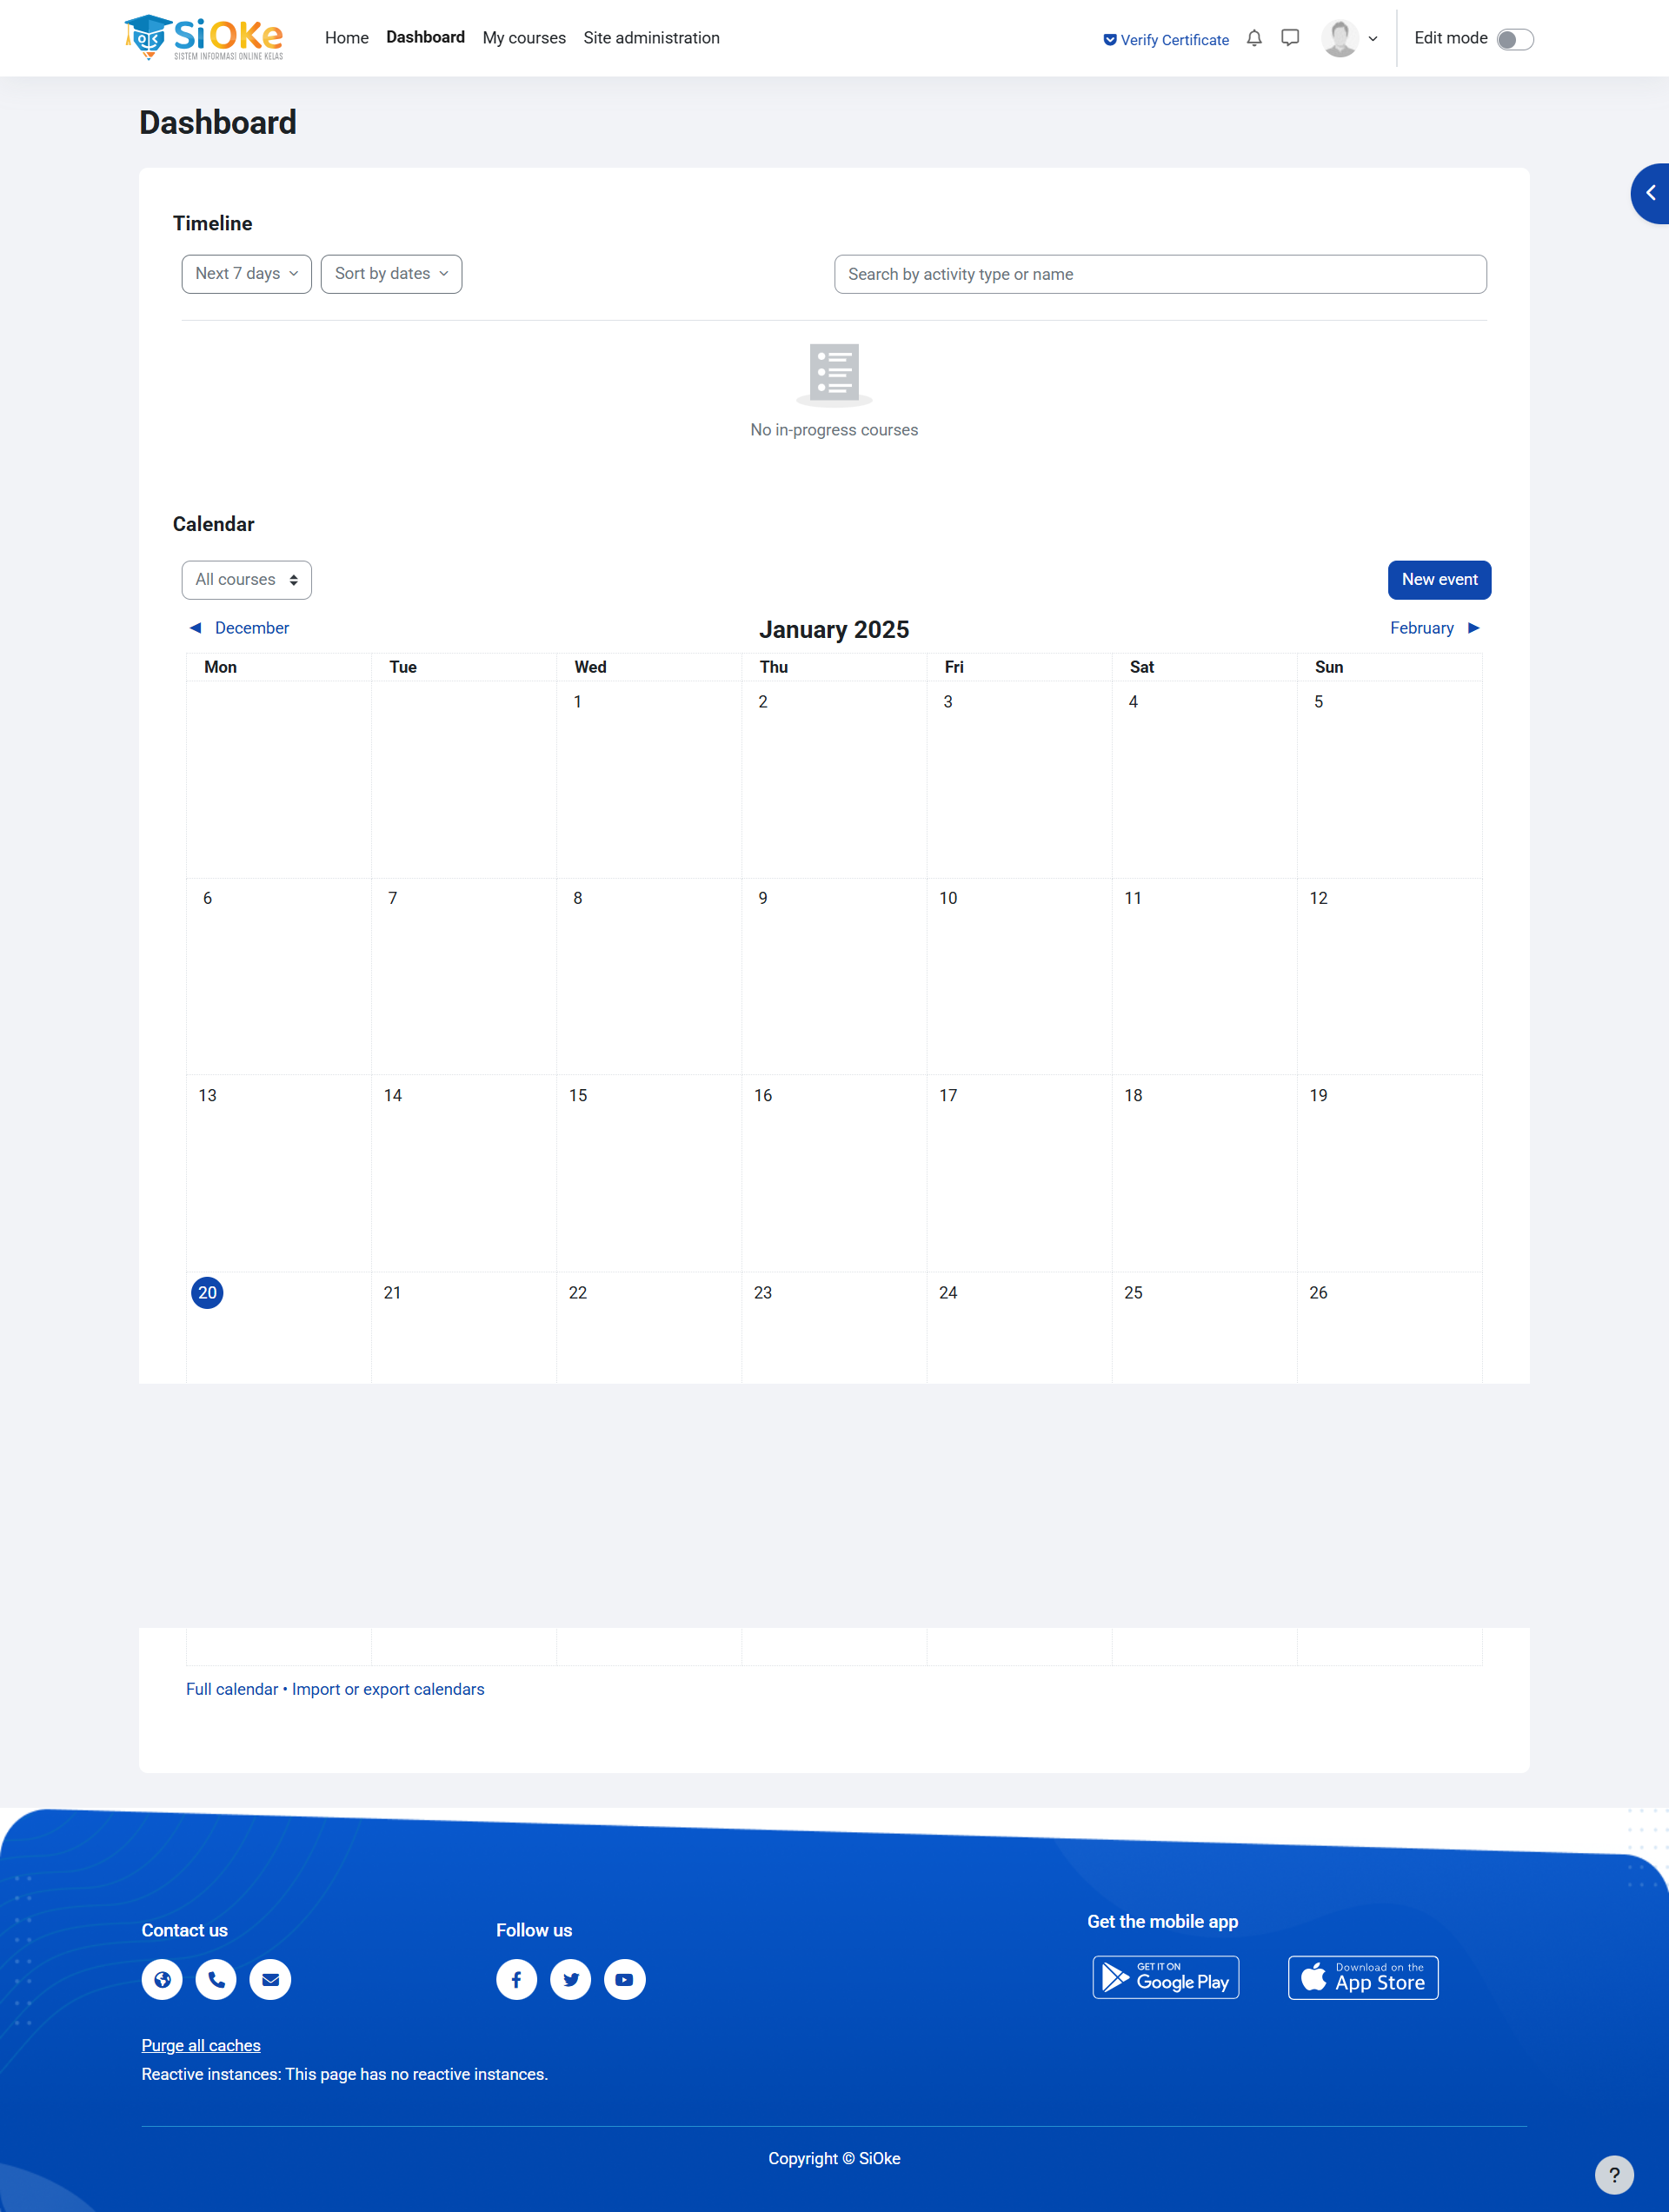 SiOKe
SISTEM INFORMASI ONLINE KELAS
Home Dashboard My courses Site administration
Verify Certificate
Edit mode
Dashboard
Timeline
Next 7 days Sort by dates Search by activity type or name
No in-progress courses
Calendar
All courses New event
◄ December January 2025 February ►
Mon Tue Wed Thu Fri Sat Sun
1 2 3 4 5
6 7 8 9 10 11 12
13 14 15 16 17 18 19
20 21 22 23 24 25 26
Full calendar • Import or export calendars
Contact us Follow us Get the mobile app
GET IT ON
Google Play
Download on the
App Store
Purge all caches
Reactive instances: This page has no reactive instances.
Copyright © SiOke
?